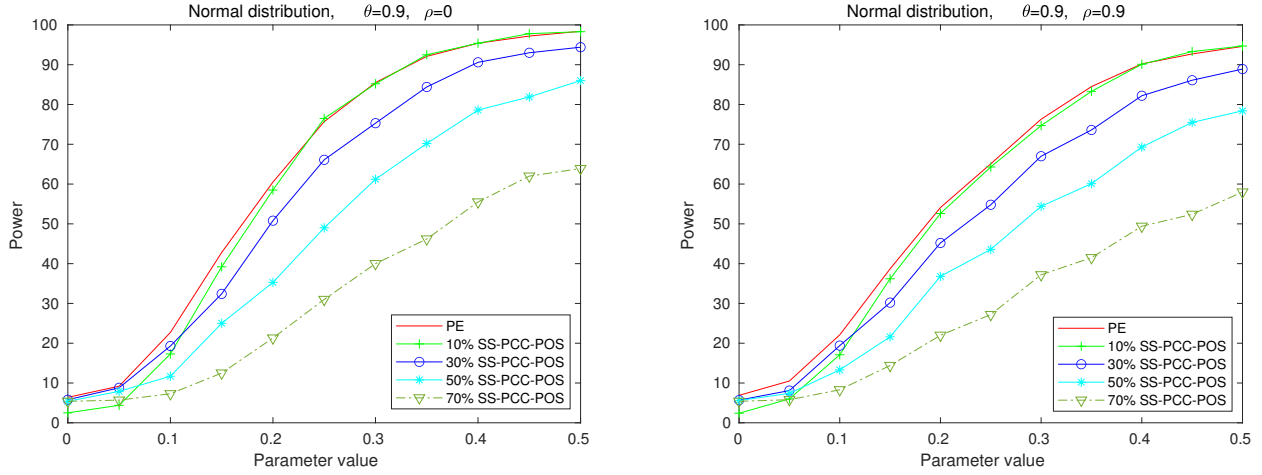 Normal distribution, θ=0.9, ρ=0
Power
100
90
80
70
60
50
40
30
20
10
0
0
0.1
0.2
0.3
0.4
0.5
Parameter value
PE
10% SS-PCC-POS
30% SS-PCC-POS
50% SS-PCC-POS
70% SS-PCC-POS
Normal distribution, θ=0.9, ρ=0.9
Power
100
90
80
70
60
50
40
30
20
10
0
0
0.1
0.2
0.3
0.4
0.5
Parameter value
PE
10% SS-PCC-POS
30% SS-PCC-POS
50% SS-PCC-POS
70% SS-PCC-POS